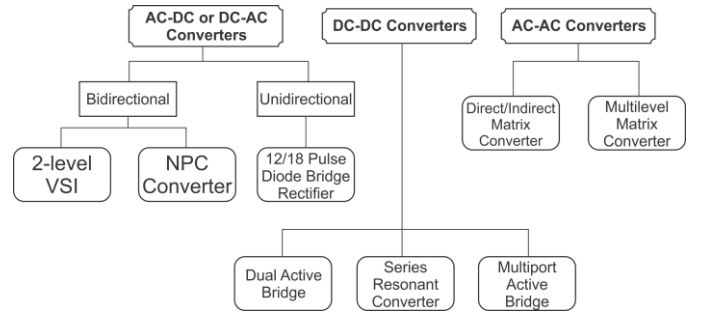 AC-DC or DC-AC
Converters
DC-DC Converters
AC-AC Converters
Bidirectional
Unidirectional
Direct/Indirect
Matrix
Converter
Multilevel
Matrix
Converter
2-level
VSI
NPC
Converter
12/18 Pulse
Diode Bridge
Rectifier
Dual Active
Bridge
Series
Resonant
Converter
Multiport
Active
Bridge